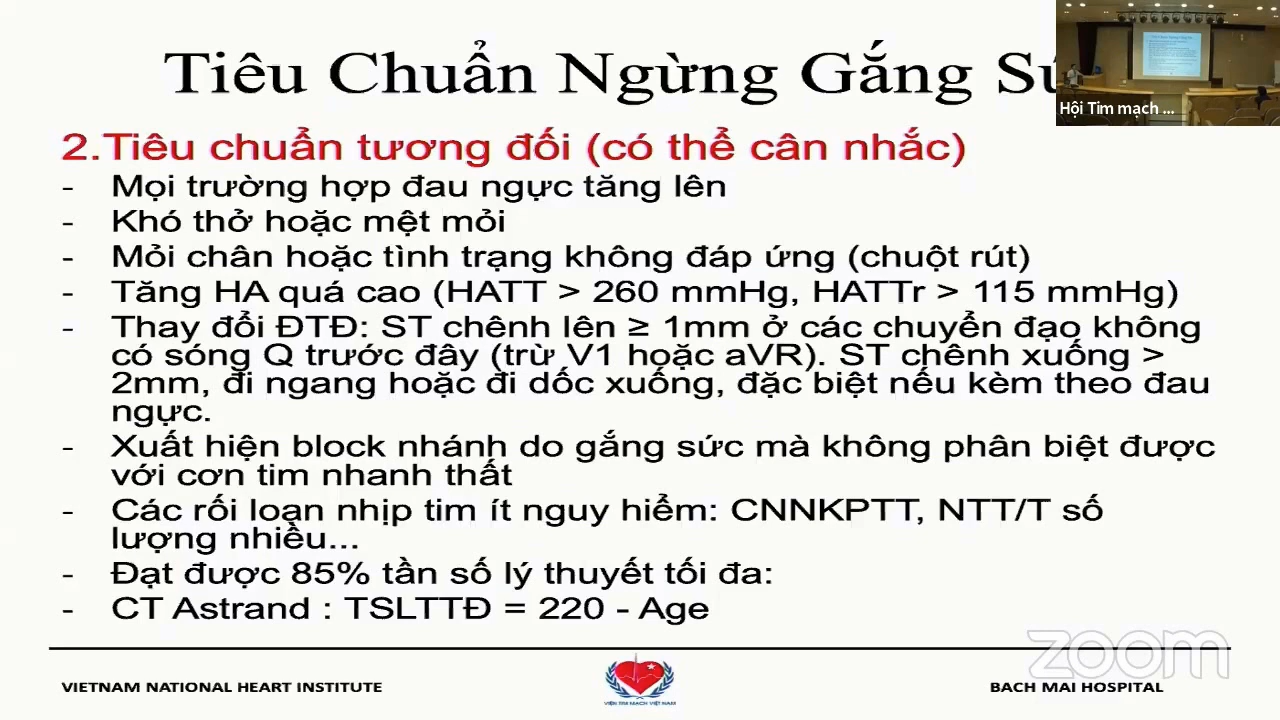 Tiêu Chuẩn Ngừng Gắng
Hội Tim mạch ...
2.Tiêu chuẩn tương đối (có thể cân nhắc)
- Mọi trường hợp đau ngực tăng lên
- Khó thở hoặc mệt mỏi
- Mỏi chân hoặc tình trạng không đáp ứng (chuột rút)
- Tăng HA quá cao (HATT > 260 mmHg, HATTr > 115 mmHg)
- Thay đổi ĐTĐ: ST chênh lên ≥ 1mm ở các chuyển đạo không
có sóng Q trước đây (trừ V1 hoặc aVR). ST chênh xuống >
2mm, đi ngang hoặc đi dốc xuống, đặc biệt nếu kèm theo đau
ngực.
- Xuất hiện block nhánh do gắng sức mà không phân biệt được
với cơn tim nhanh thất
- Các rối loạn nhịp tim ít nguy hiểm: CNNKPTT, NTT/T số
lượng nhiều...
- Đạt được 85% tần số lý thuyết tối đa:
- CT Astrand : TSLTTĐ = 220 - Age
zoom
VIETNAM NATIONAL HEART INSTITUTE
VIỆN TIM MẠCH VIỆT NAM
BACH MAI HOSPITAL